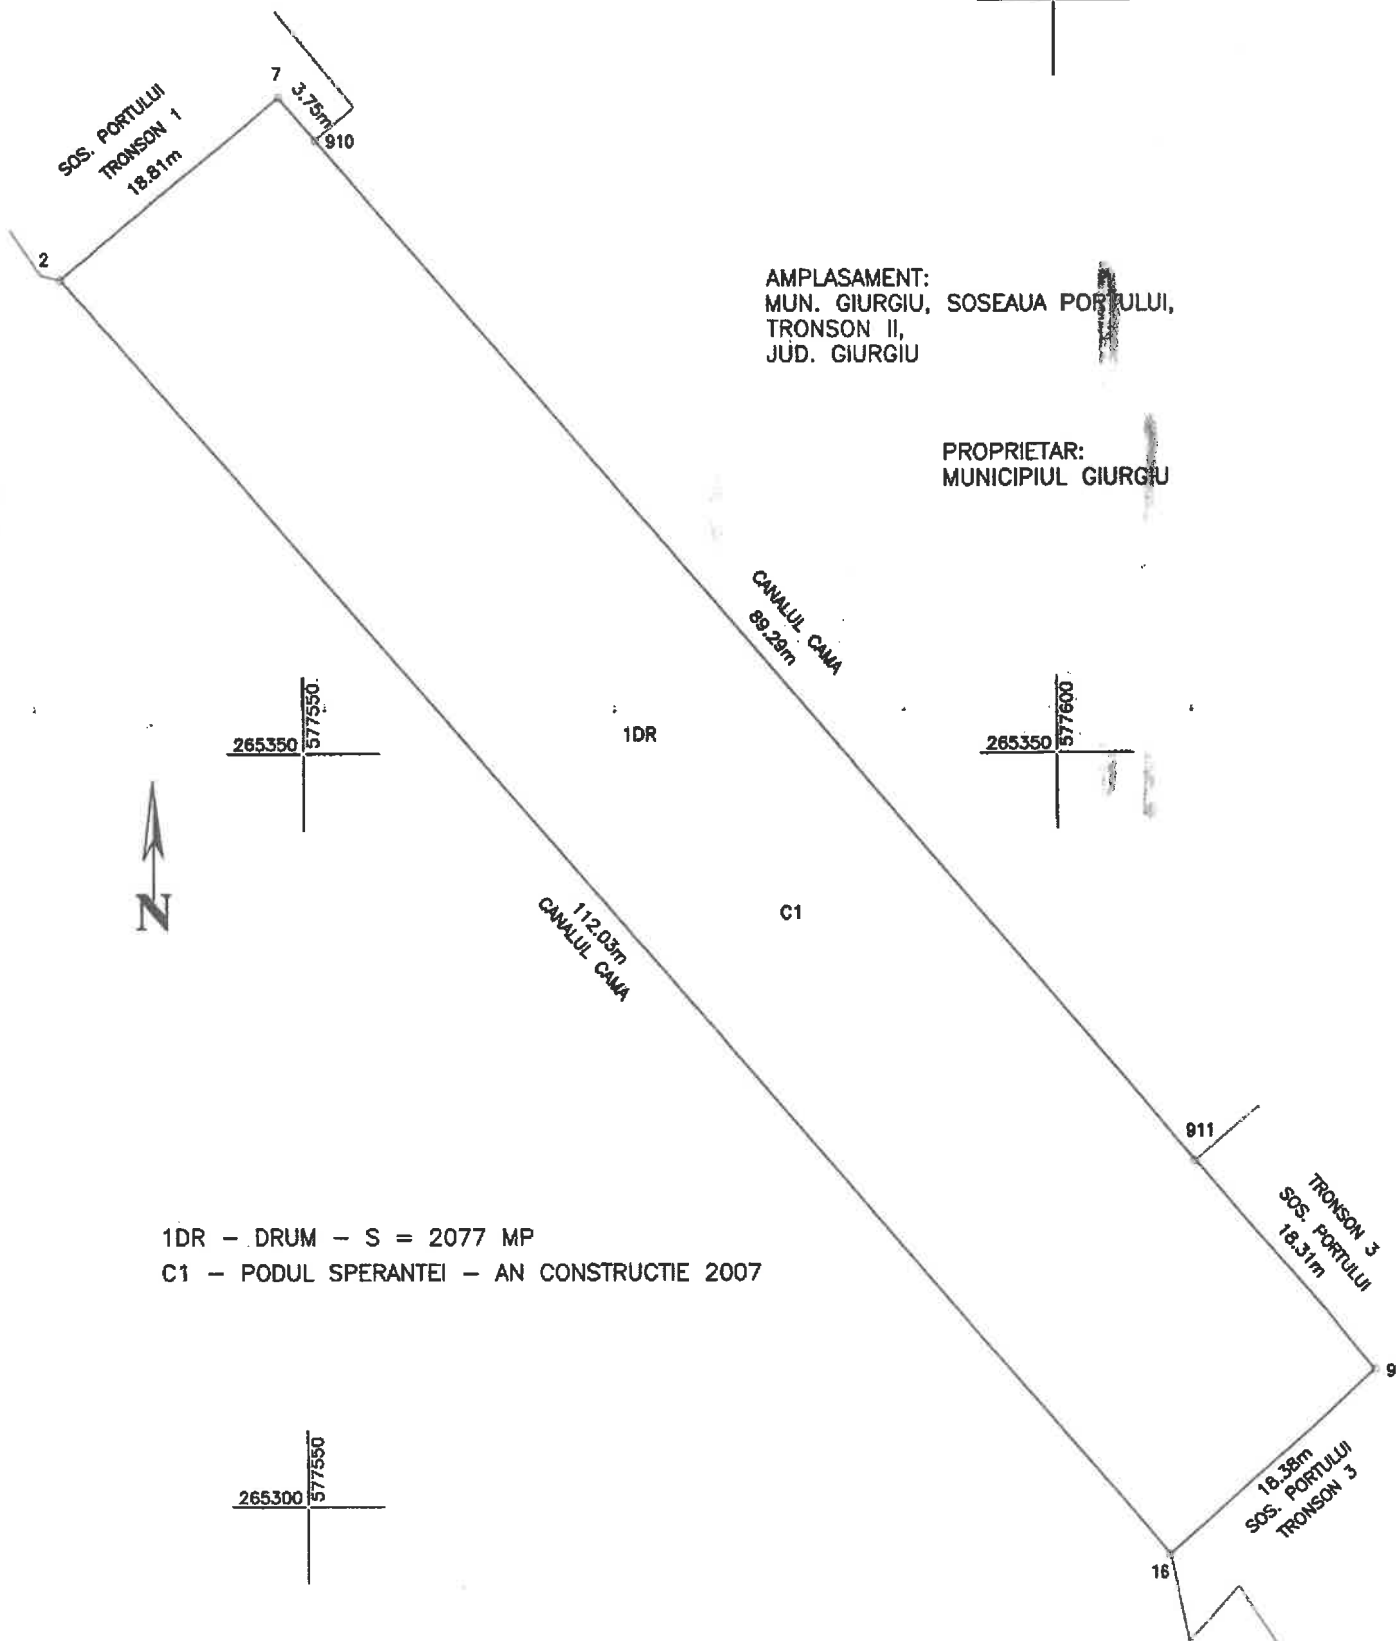 7
3.75m
910
SOS. PORTULUI
TRONSON 1
18.81m
2
AMPLASAMENT:
MUN. GIURGIU, SOSEAUA PORTULUI,
TRONSON II,
JUD. GIURGIU
PROPRIETAR:
MUNICIPIUL GIURGIU
CANALUL CAMA
89.29m
265350
577550
1DR
265350
577600
N
C1
112.03m
CANALUL CAMA
911
TRONSON 3
SOS. PORTULUI
18.31m
1DR - DRUM - S = 2077 MP
C1 - PODUL SPERANTEI - AN CONSTRUCTIE 2007
9
18.38m
SOS. PORTULUI
TRONSON 3
265300
577550
16